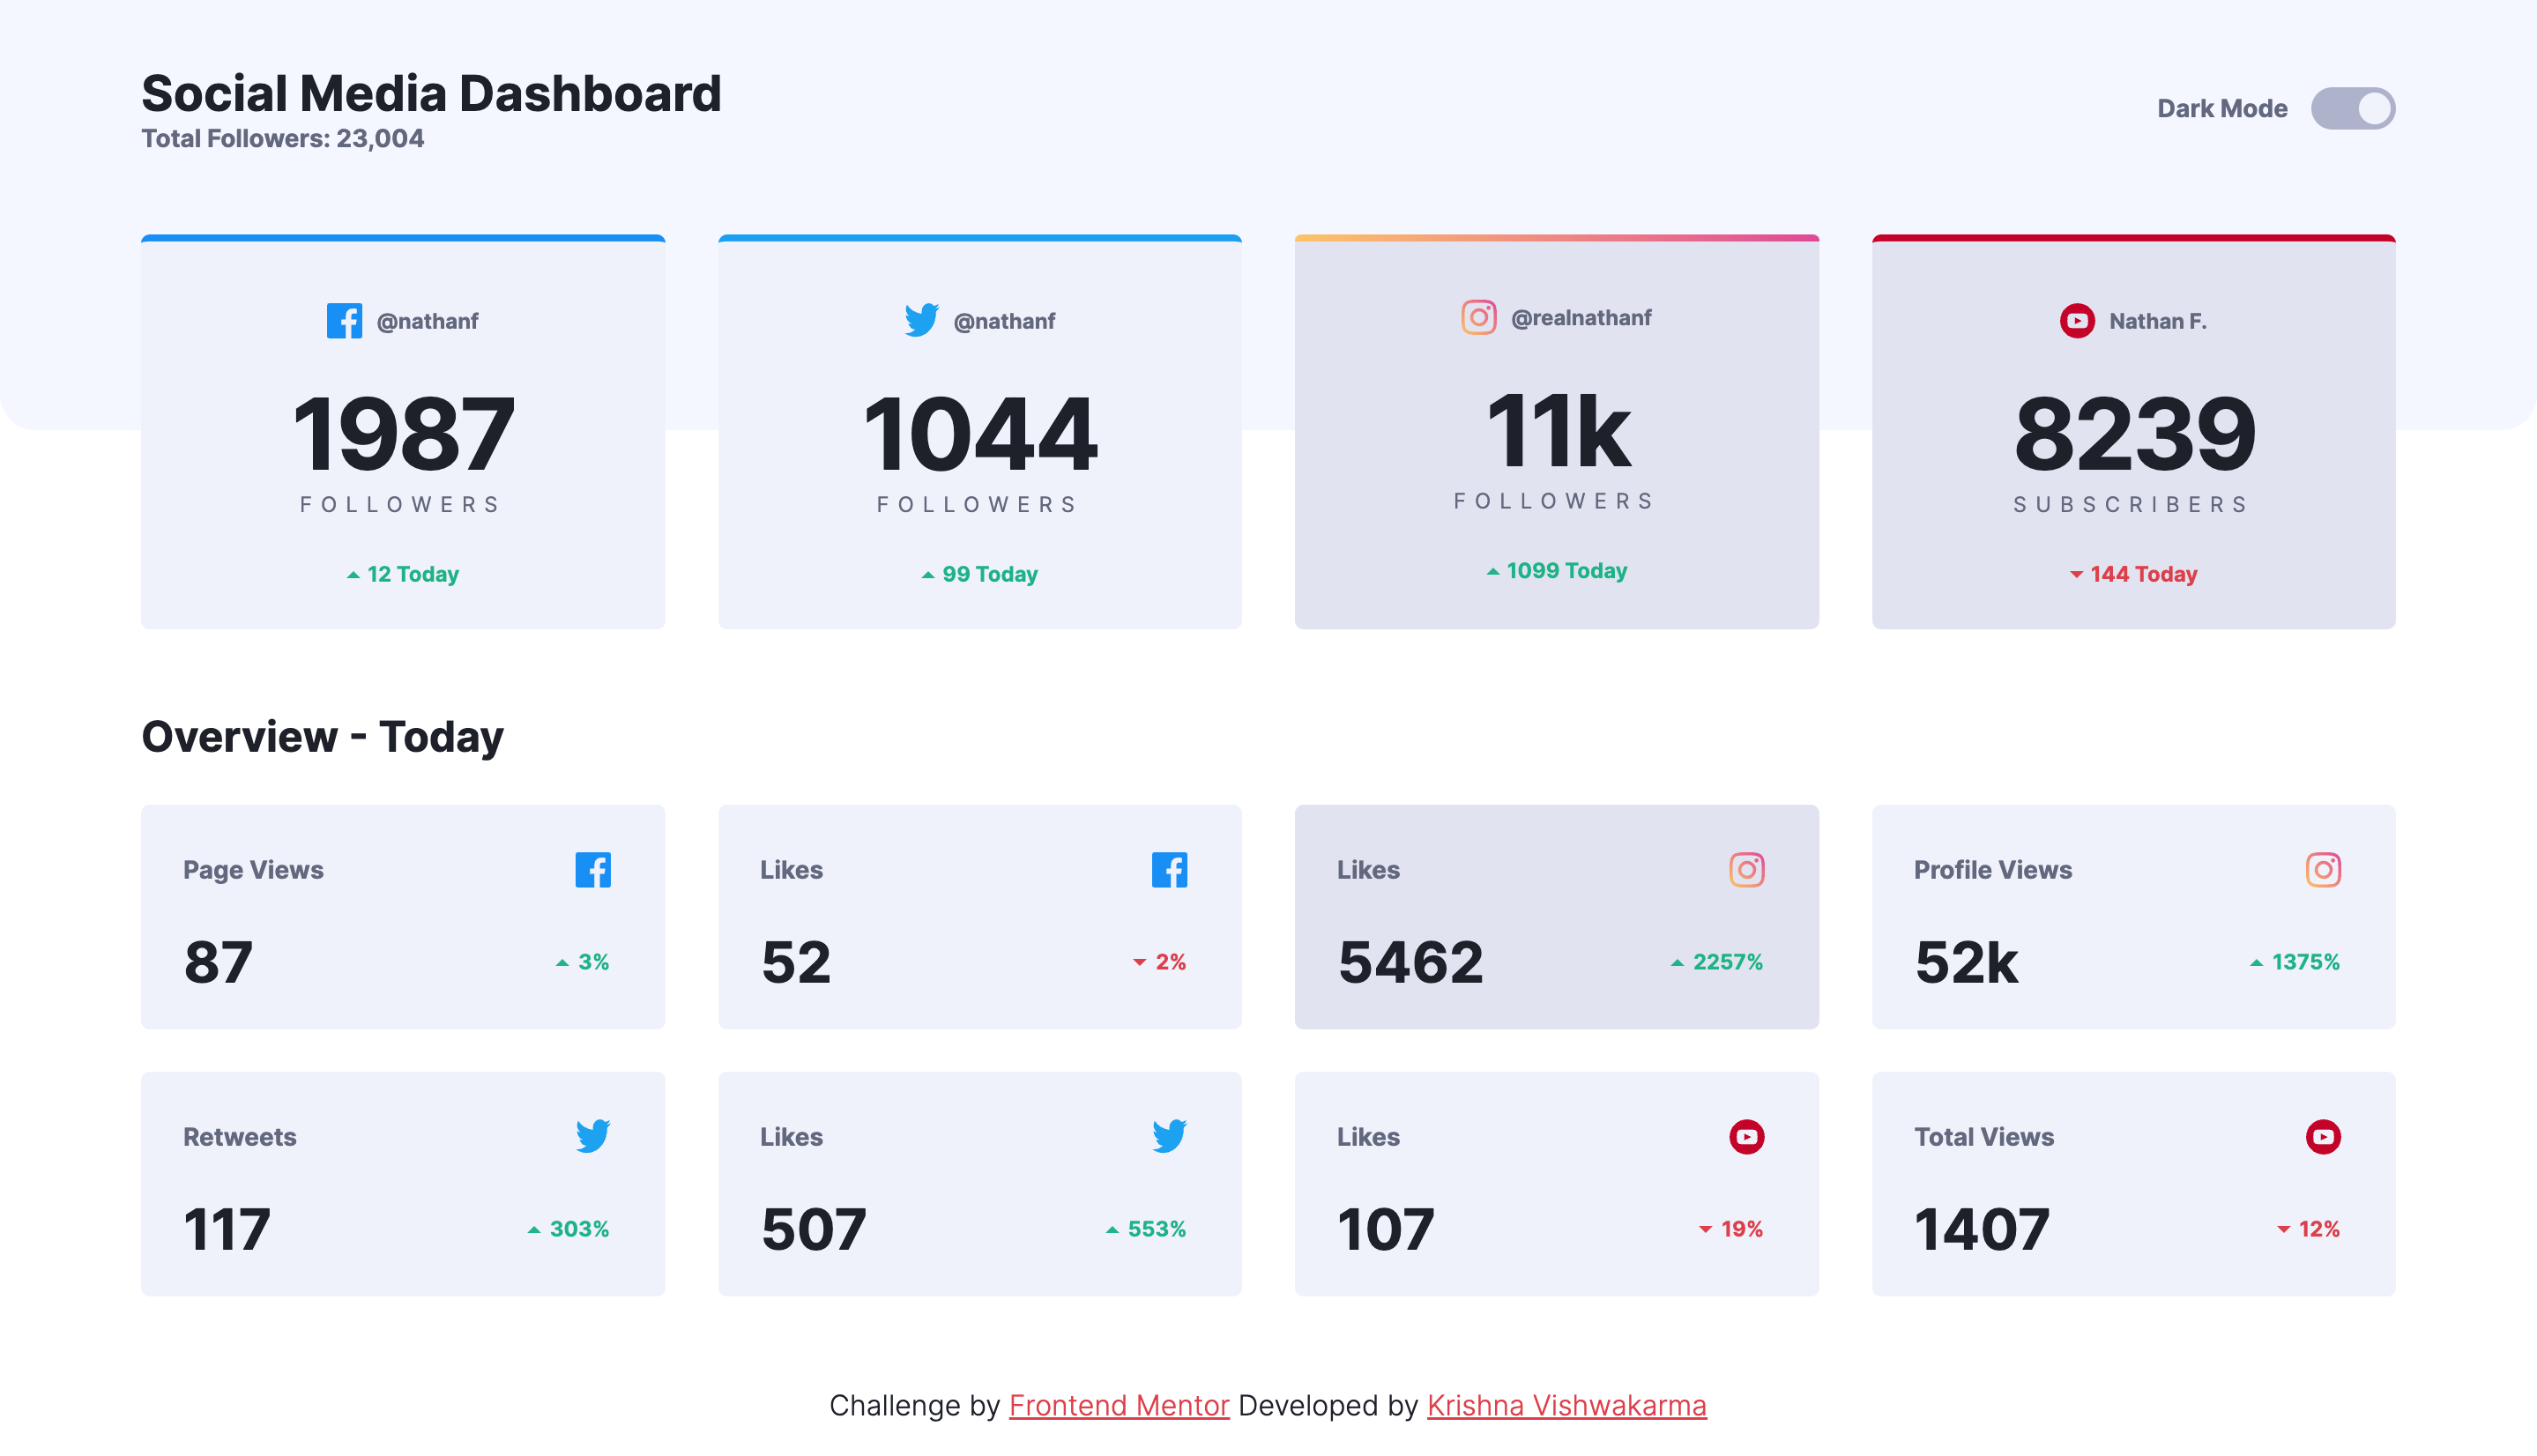 Social Media Dashboard
Total Followers: 23,004
Dark Mode
@nathanf
1987
FOLLOWERS
12 Today
@nathanf
1044
FOLLOWERS
99 Today
@realnathanf
11k
FOLLOWERS
1099 Today
Nathan F.
8239
SUBSCRIBERS
144 Today
Overview - Today
Page Views
87
3%
Likes
52
2%
Likes
5462
2257%
Profile Views
52k
1375%
Retweets
117
303%
Likes
507
553%
Likes
107
19%
Total Views
1407
12%
Challenge by Frontend Mentor Developed by Krishna Vishwakarma